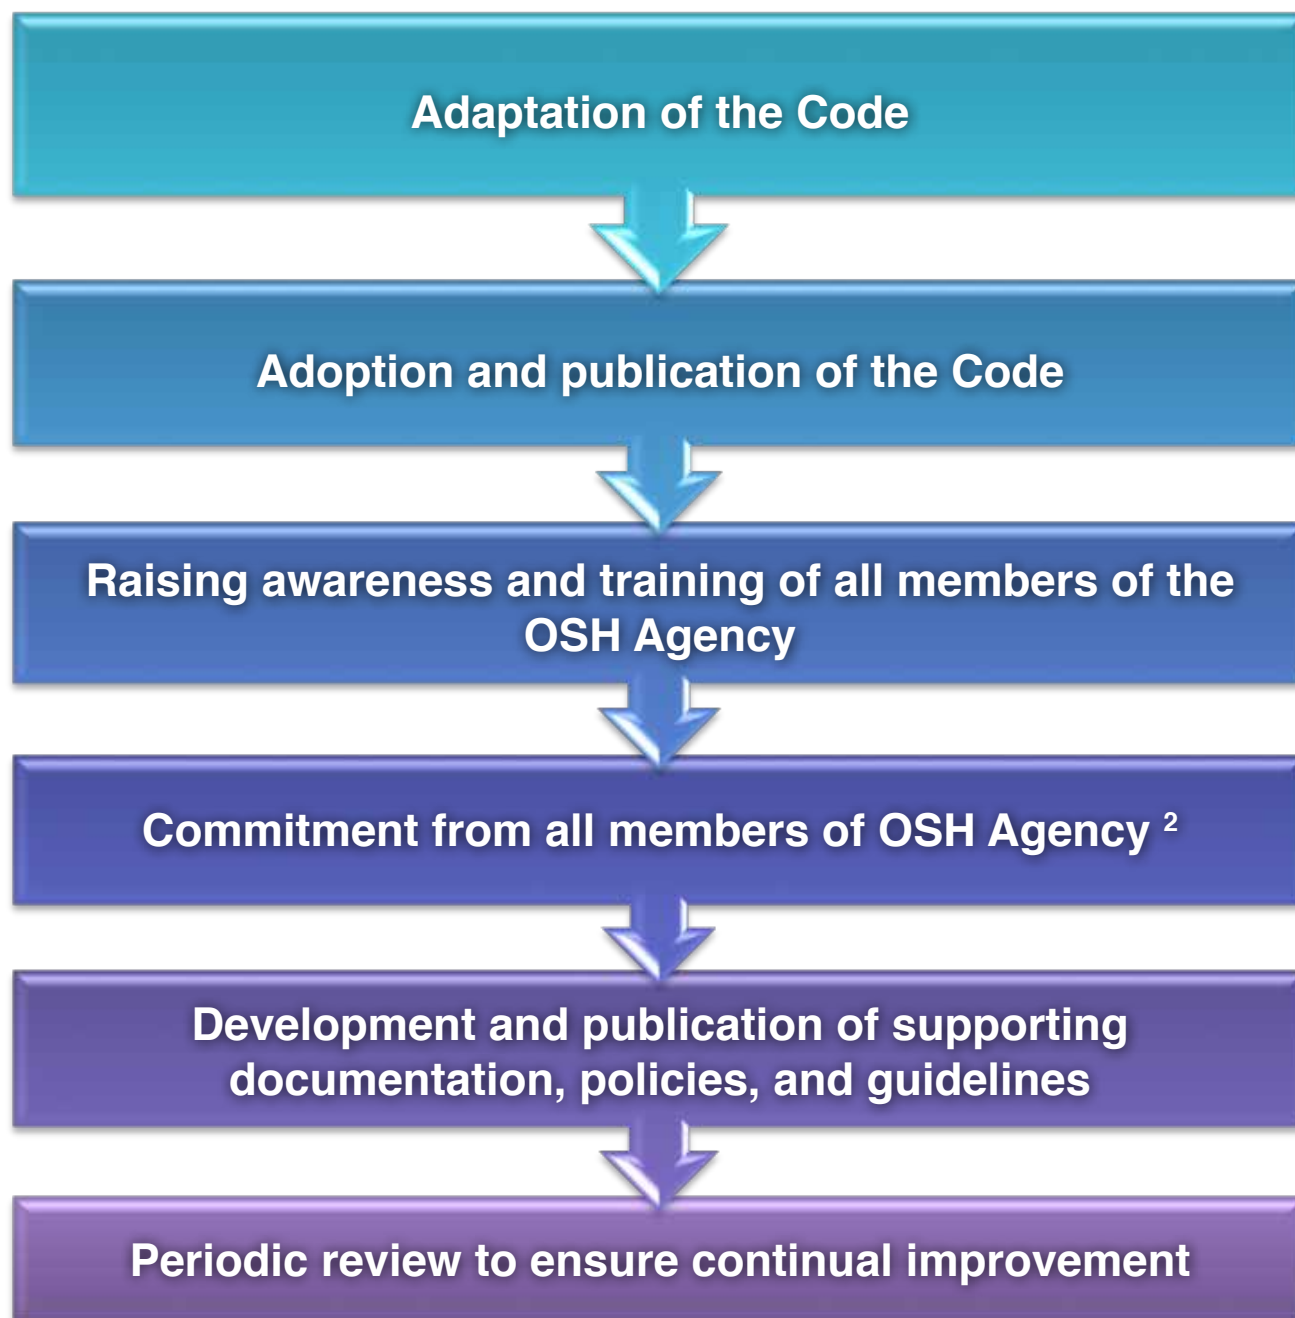 Adaptation of the Code
Adoption and publication of the Code
Raising awareness and training of all members of the
OSH Agency
Commitment from all members of OSH Agency ²
Development and publication of supporting
documentation, policies, and guidelines
Periodic review to ensure continual improvement